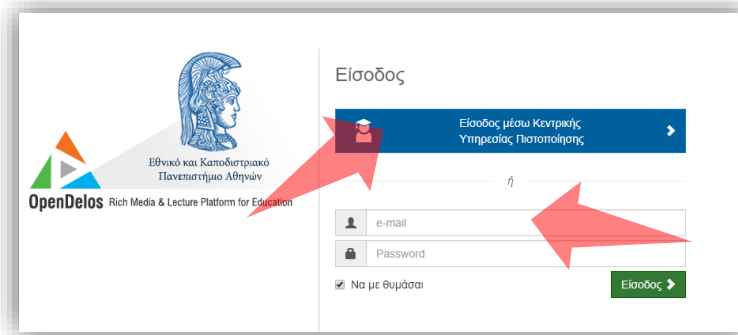 Είσοδος
Είσοδος μέσω Κεντρικής
Υπηρεσίας Πιστοποίησης
Εθνικό και Καποδιστριακό
Πανεπιστήμιο Αθηνών
OpenDelos Rich Media & Lecture Platform for Education
ή
e-mail
Password
Να με θυμάσαι
Είσοδος